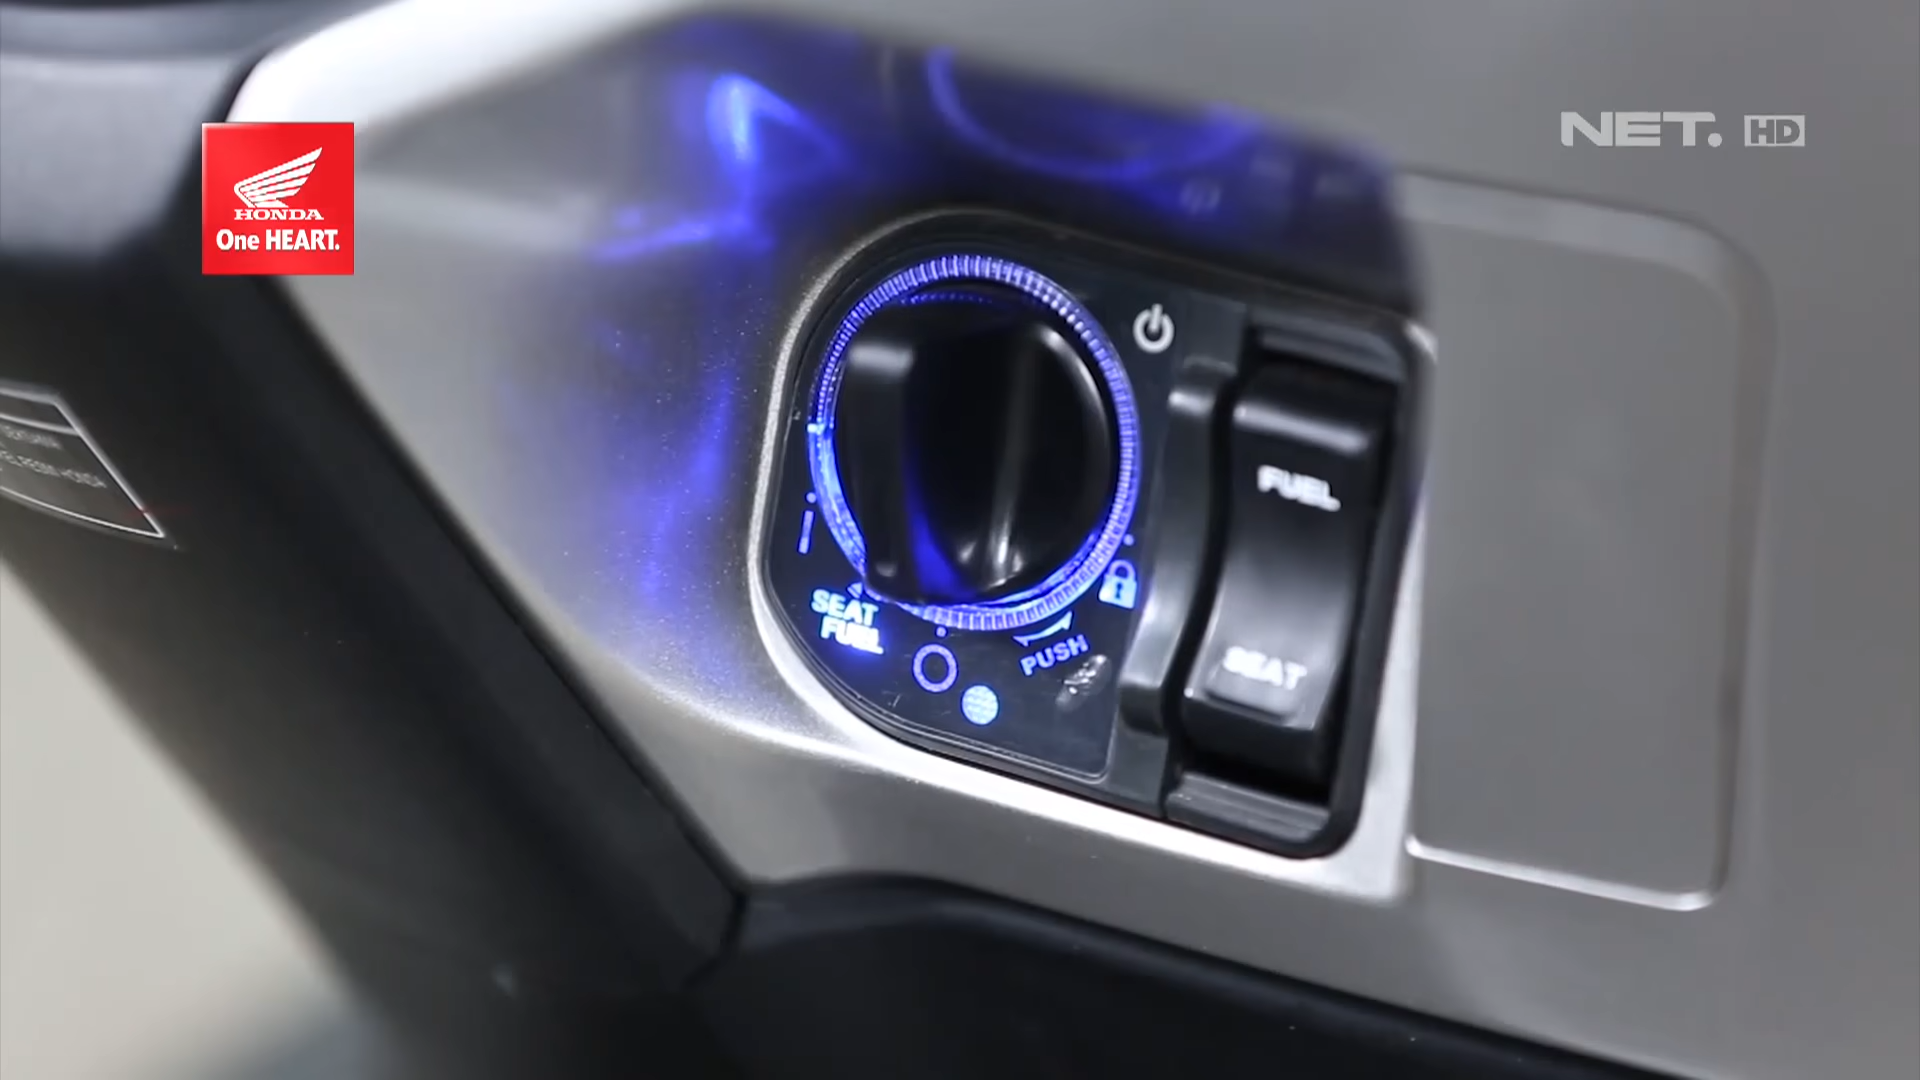 HONDA
One HEART.
NET. HD
FUEL
SEAT
SEAT
FUEL
PUSH